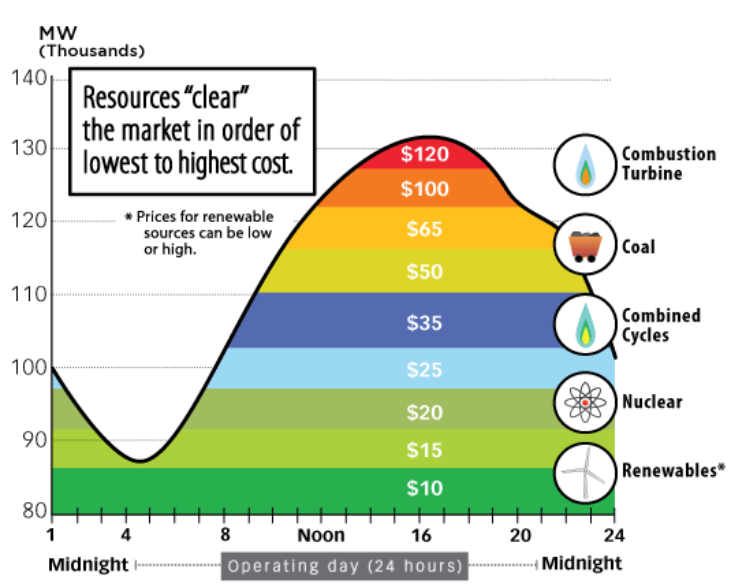 MW
(Thousands)
140
130
120
110
100
90
80
Resources “clear”
the market in order of
lowest to highest cost.
* Prices for renewable
sources can be low
or high.
$120
$100
$65
$50
$35
$25
$20
$15
$10
Combustion
Turbine
Coal
Combined
Cycles
Nuclear
Renewables*
1 4 8 Noon 16 20 24
Midnight Operating day (24 hours) Midnight